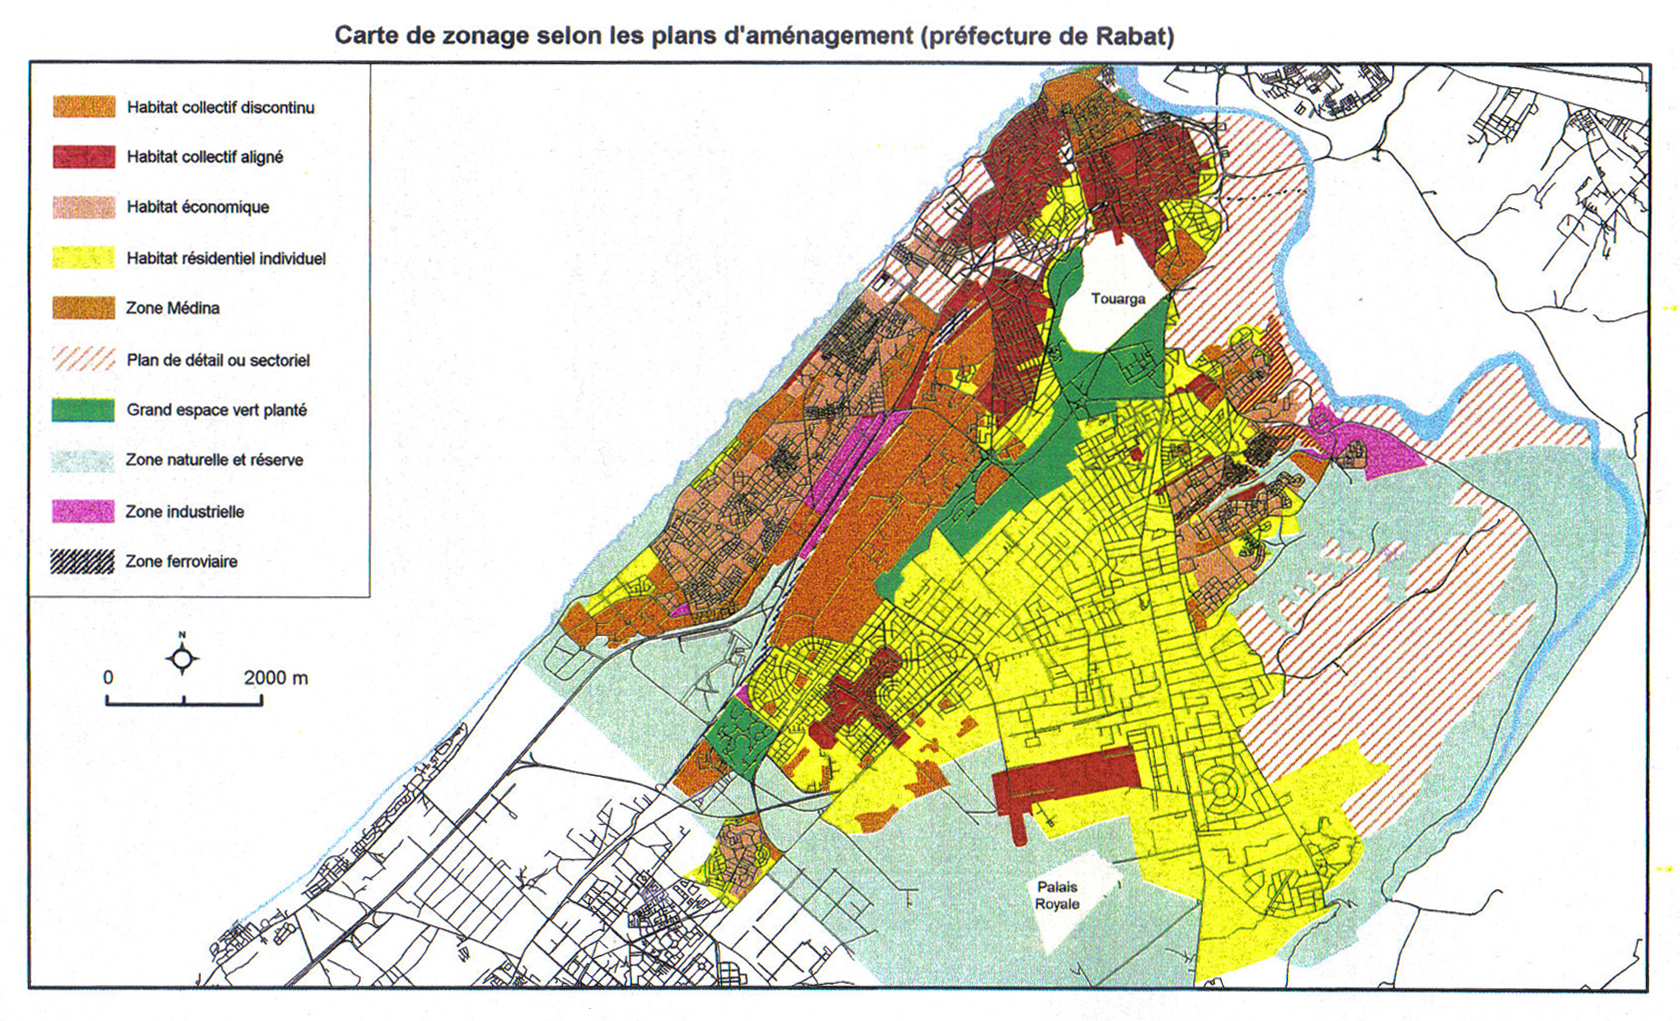 Carte de zonage selon les plans d'aménagement (préfecture de Rabat)
Habitat collectif discontinu
Habitat collectif aligné
Habitat économique
Habitat résidentiel individuel
Zone Médina
Plan de détail ou sectoriel
Grand espace vert planté
Zone naturelle et réserve
Zone industrielle
Zone ferroviaire
N
0 2000 m
Touarga
Palais
Royale